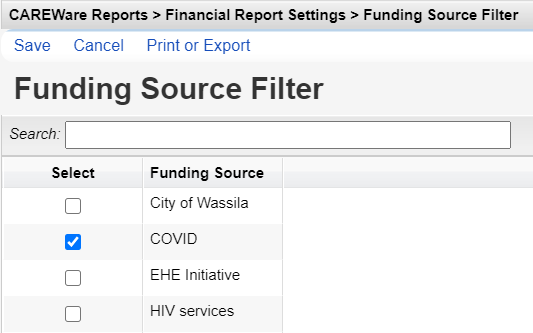 CAREWare Reports > Financial Report Settings > Funding Source Filter
Save Cancel Print or Export
Funding Source Filter
Search:
Select Funding Source
City of Wassila
COVID
EHE Initiative
HIV services